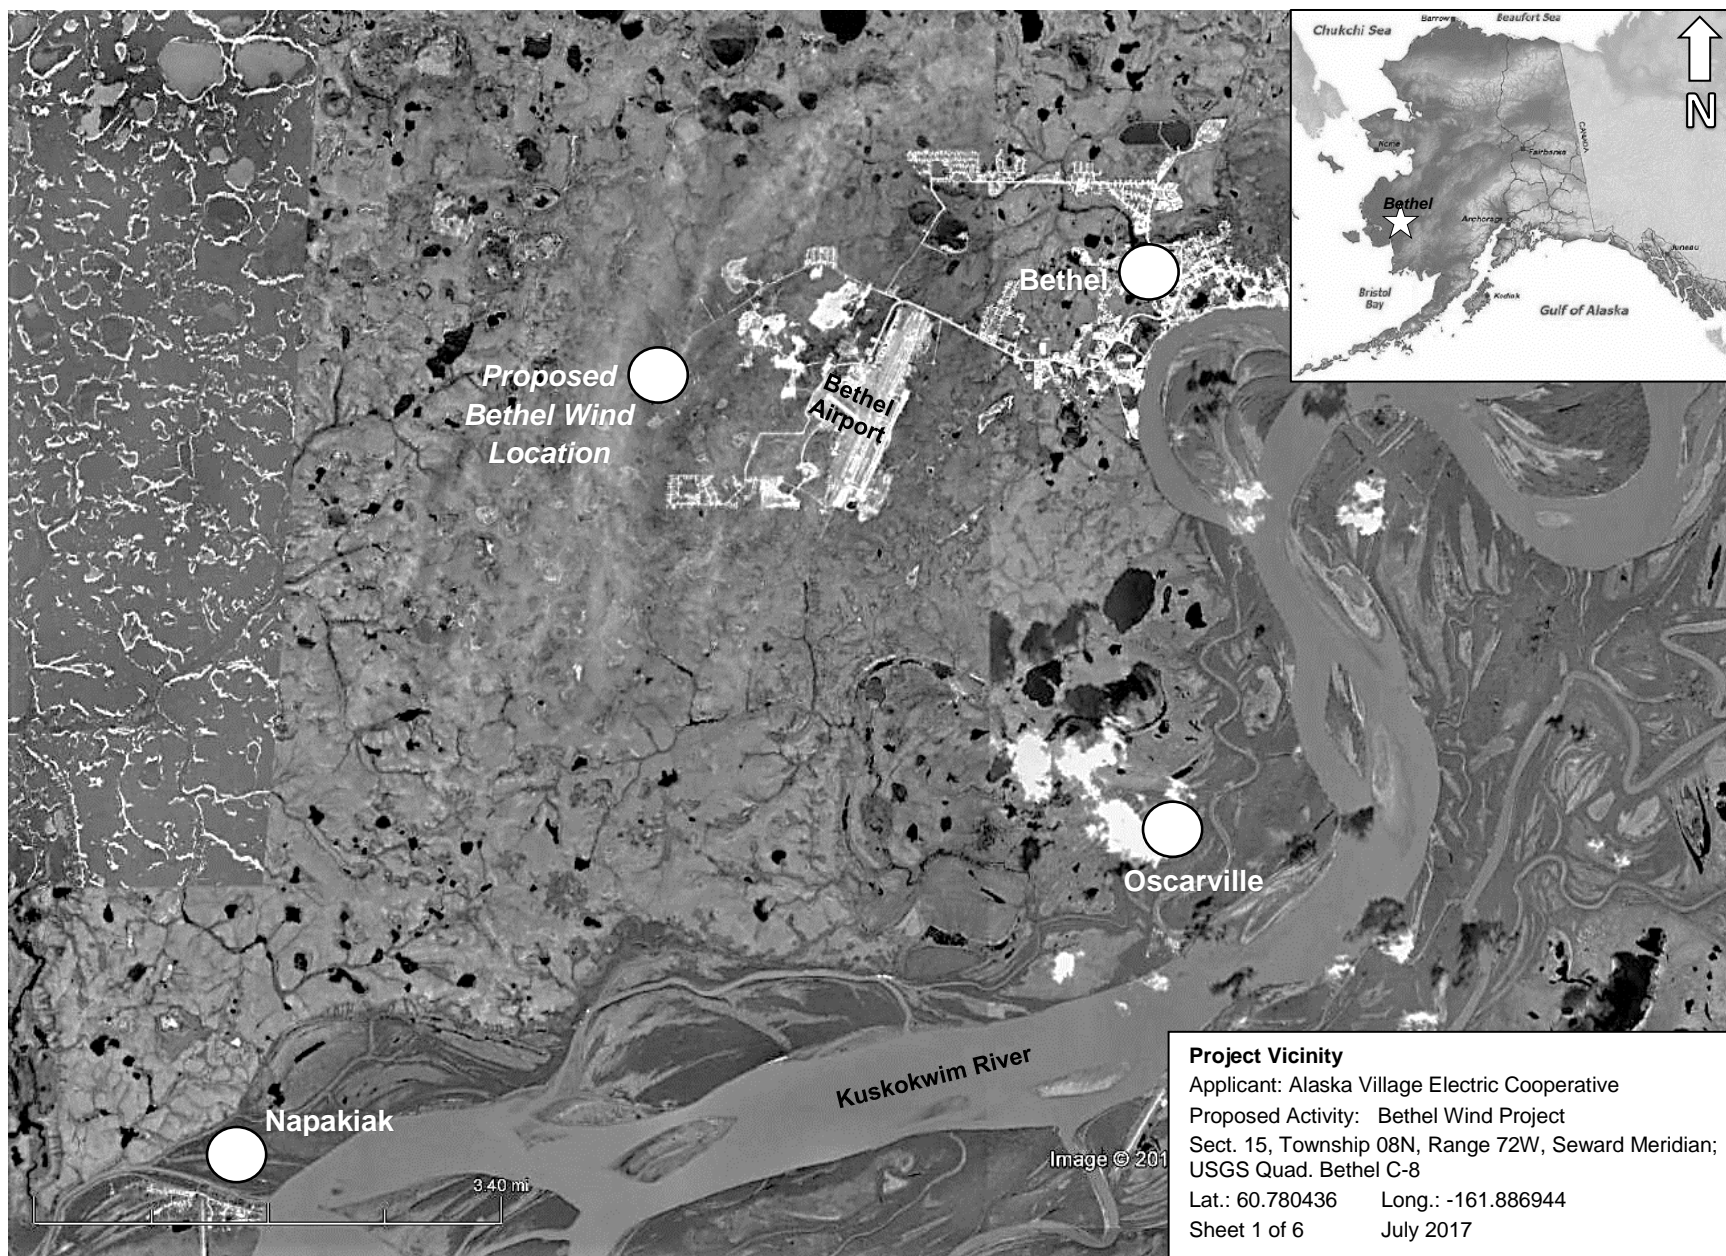 Chukchi Sea
Barrow
Beaufort Sea
N
CANADA
Nome
Fairbanks
Bethel
Anchorage
Juneau
Bristol
Bay
Kodiak
Gulf of Alaska
Bethel
Proposed
Bethel Wind
Location
Bethel
Airport
Oscarville
Napakiak
Kuskokwim River
3.40 mi
Image © 201
Project Vicinity
Applicant: Alaska Village Electric Cooperative
Proposed Activity: Bethel Wind Project
Sect. 15, Township 08N, Range 72W, Seward Meridian;
USGS Quad. Bethel C-8
Lat.: 60.780436 Long.: -161.886944
Sheet 1 of 6 July 2017